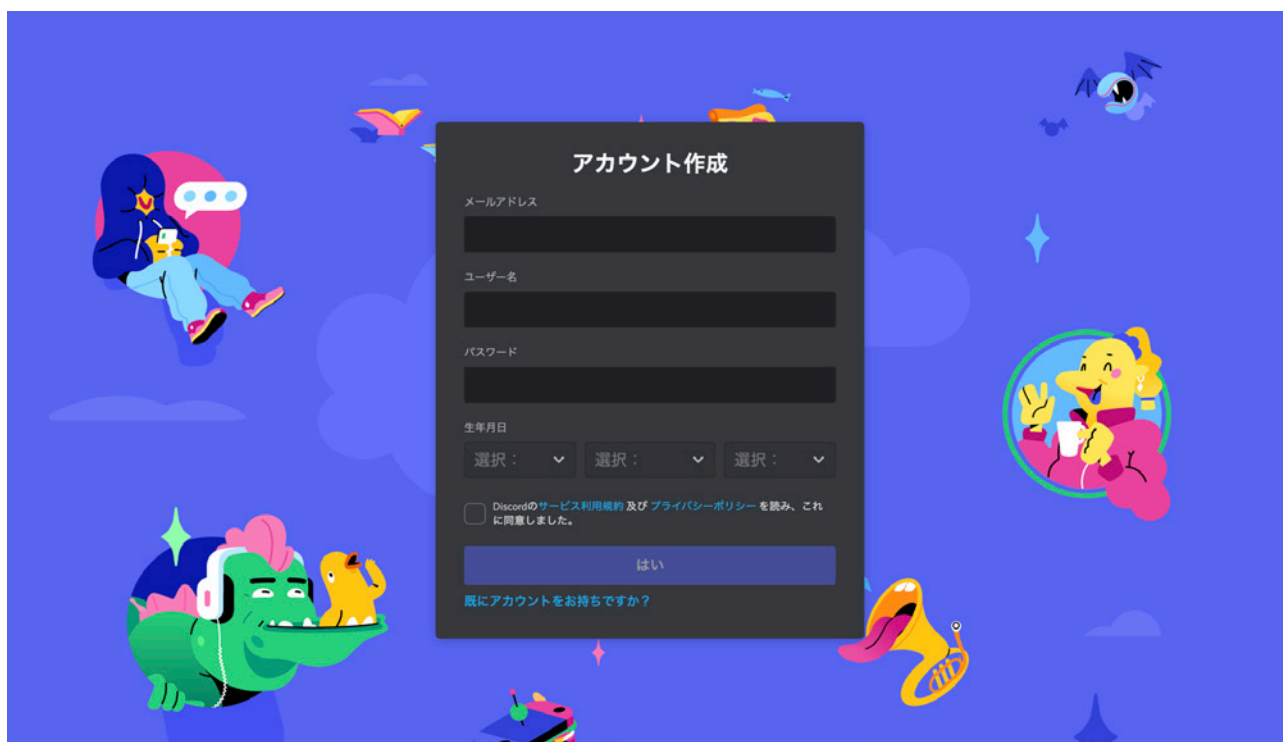 アカウント作成
メールアドレス
ユーザー名
パスワード
生年月日
選択： 選択： 選択：
Discordのサービス利用規約 及び プライバシーポリシー を読み、これ
に同意しました。
はい
既にアカウントをお持ちですか？